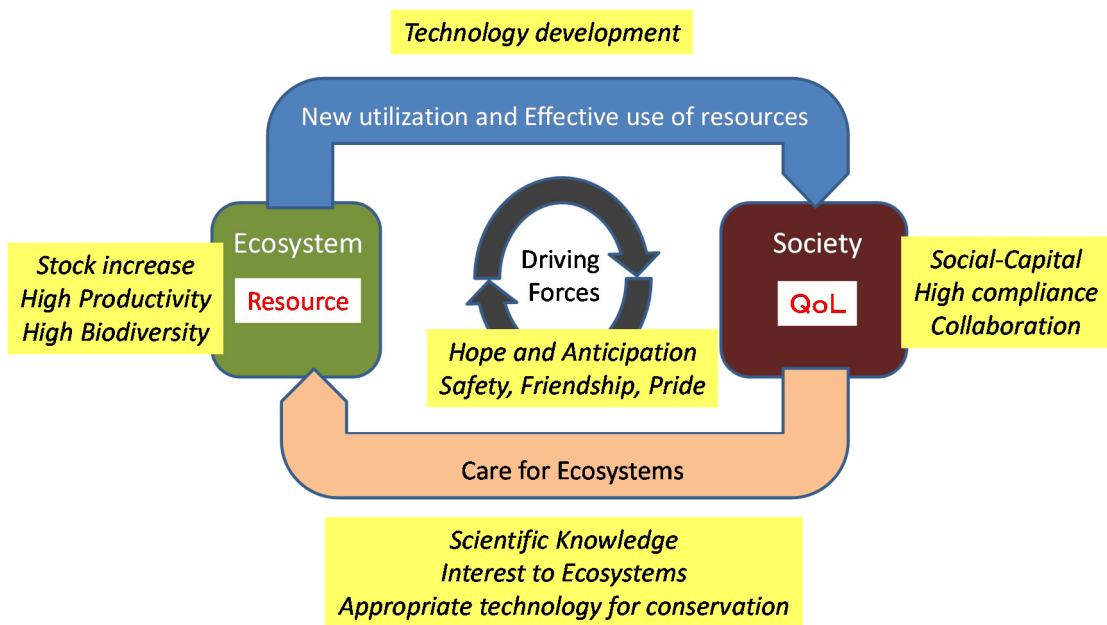 Technology development
New utilization and Effective use of resources
Ecosystem
Resource
Stock increase
High Productivity
High Biodiversity
Driving
Forces
Hope and Anticipation
Safety, Friendship, Pride
Society
QoL
Social-Capital
High compliance
Collaboration
Care for Ecosystems
Scientific Knowledge
Interest to Ecosystems
Appropriate technology for conservation